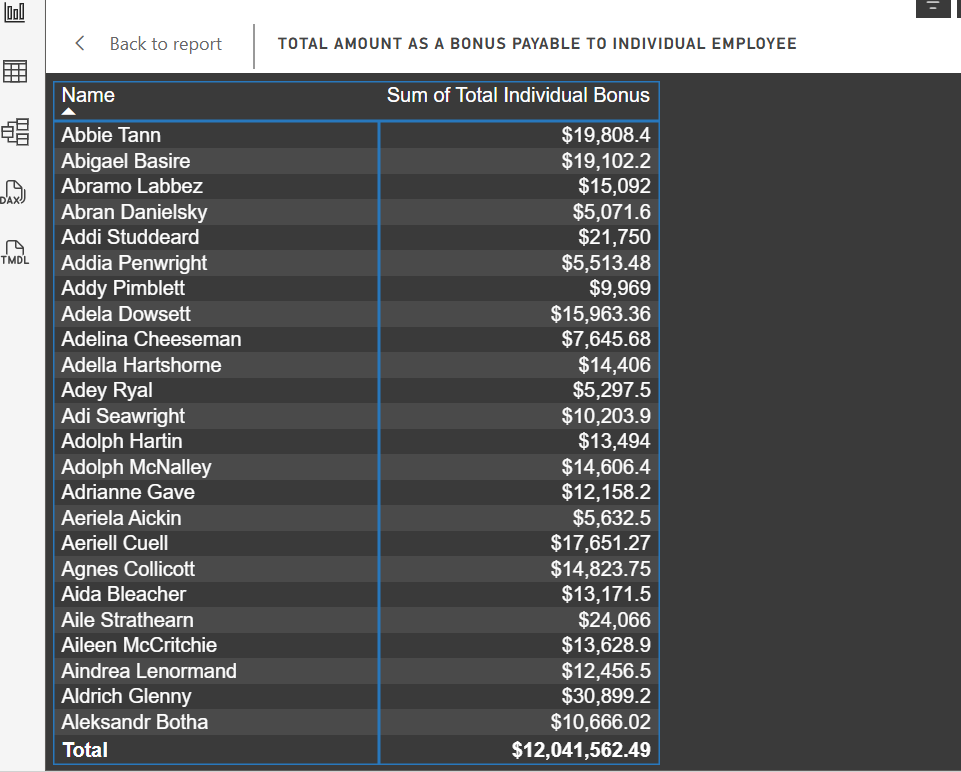 Back to report
TOTAL AMOUNT AS A BONUS PAYABLE TO INDIVIDUAL EMPLOYEE
Name Sum of Total Individual Bonus
Abbie Tann $19,808.4
Abigael Basire $19,102.2
Abramo Labbez $15,092
Abran Danielsky $5,071.6
Addi Studdeard $21,750
Addia Penwright $5,513.48
Addy Pimblett $9,969
Adela Dowsett $15,963.36
Adelina Cheeseman $7,645.68
Adella Hartshorne $14,406
Adey Ryal $5,297.5
Adi Seawright $10,203.9
Adolph Hartin $13,494
Adolph McNalley $14,606.4
Adrianne Gave $12,158.2
Aeriela Aickin $5,632.5
Aeriell Cuell $17,651.27
Agnes Collicott $14,823.75
Aida Bleacher $13,171.5
Aile Strathearn $24,066
Aileen McCritchie $13,628.9
Aindrea Lenormand $12,456.5
Aldrich Glenny $30,899.2
Aleksandr Botha $10,666.02
Total $12,041,562.49
DAX
TMDL